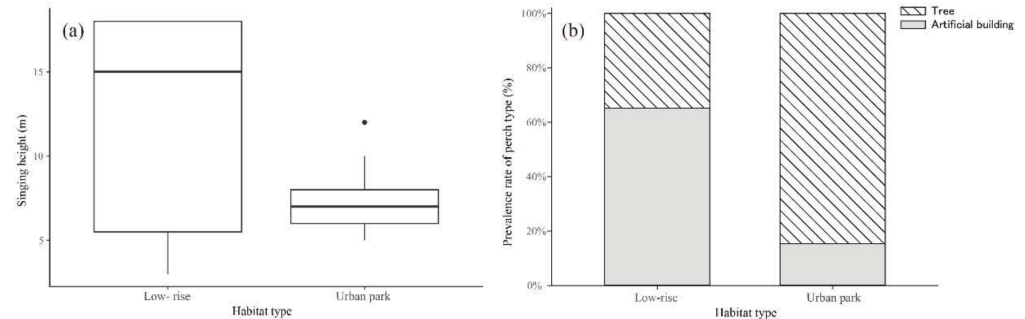 (a)
Singing height (m)
15
10
5
Low- rise
Urban park
Habitat type
(b)
Tree
Artificial building
Prevalence rate of perch type (%)
100%
80%
60%
40%
20%
0%
Low-rise
Urban park
Habitat type